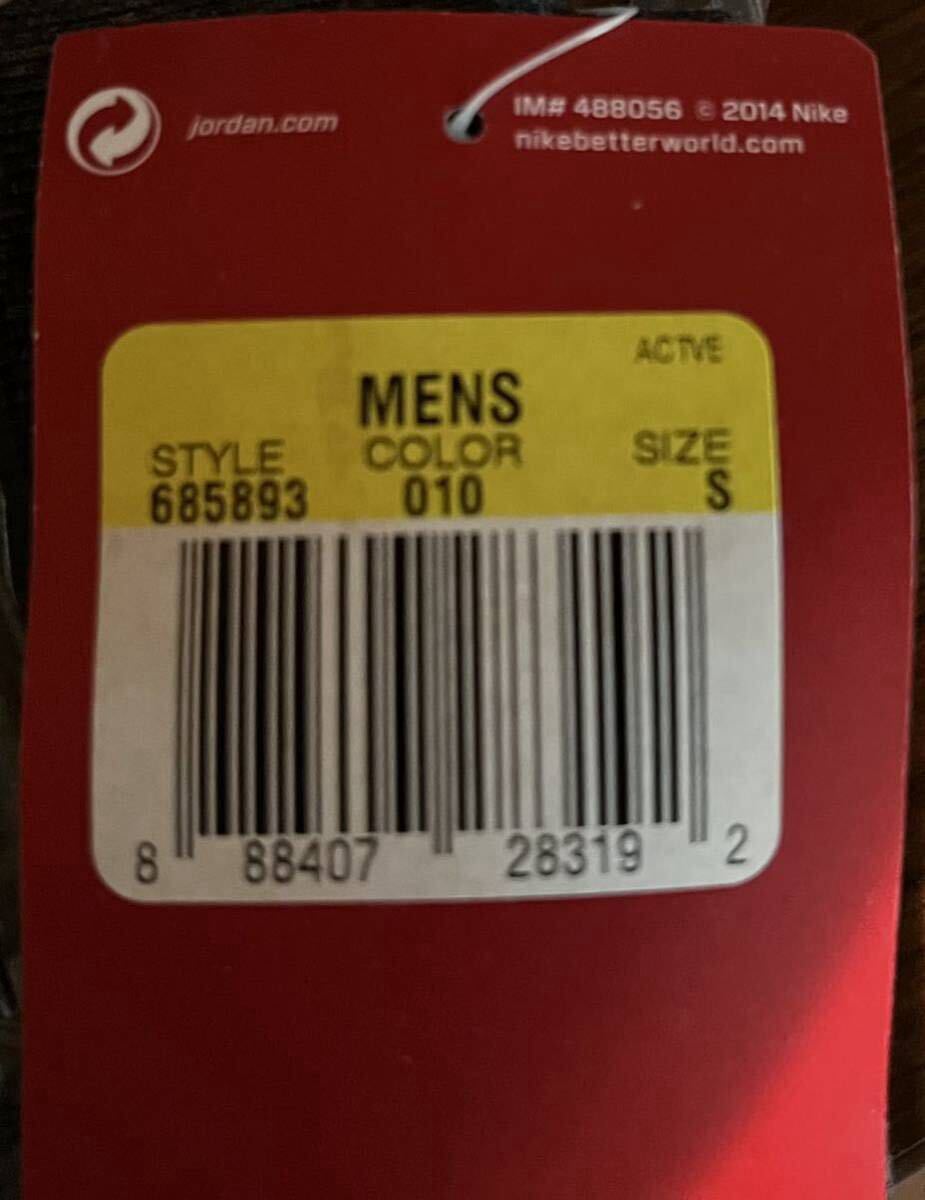 jordan.com
IM# 488056 © 2014 Nike
nikebetterworld.com
ACTVE
MENS
STYLE COLOR SIZE
685893 010 S
8 88407 28319 2